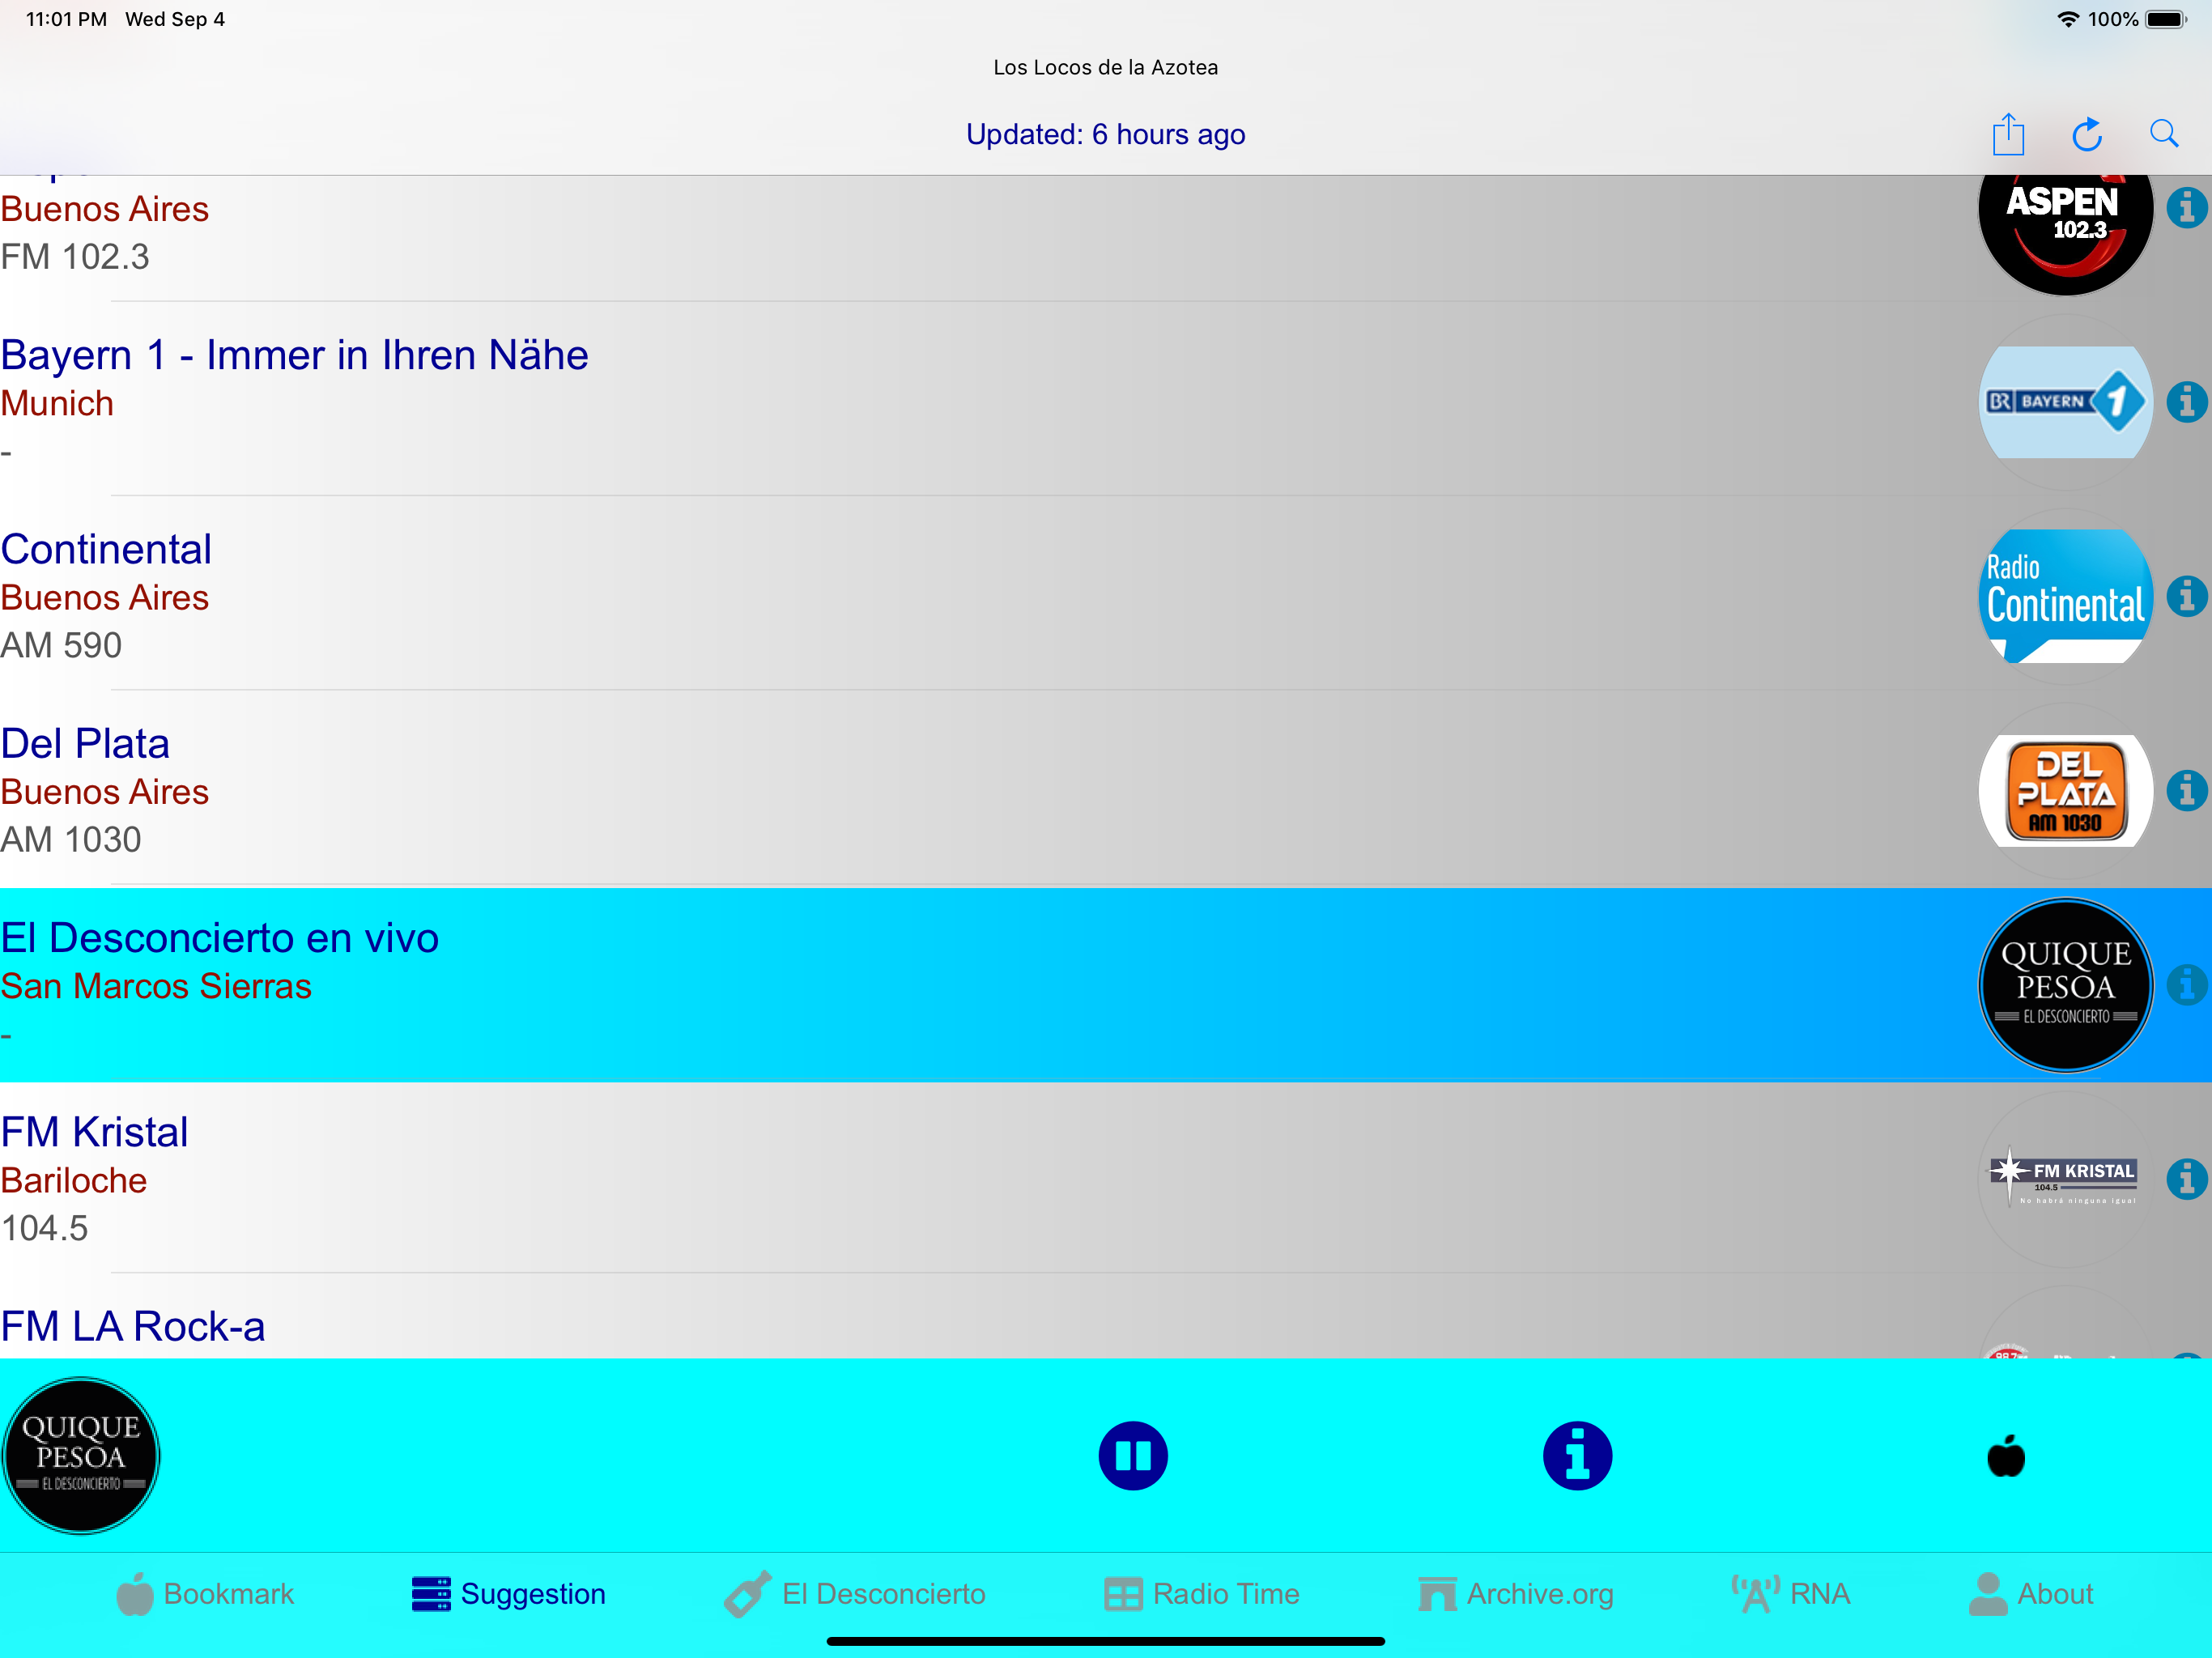 11:01 PM Wed Sep 4
100%
Los Locos de la Azotea
Updated: 6 hours ago
Buenos Aires
FM 102.3
ASPEN
102.3
Bayern 1 - Immer in Ihren Nähe
Munich
-
BR BAYERN 1
Continental
Buenos Aires
AM 590
Radio
Continental
Del Plata
Buenos Aires
AM 1030
DEL
PLATA
AM 1030
El Desconcierto en vivo
San Marcos Sierras
-
QUIQUE
PESOA
EL DESCONCIERTO
FM Kristal
Bariloche
104.5
FM KRISTAL
104.5
No habrá ninguna igual
FM LA Rock-a
QUIQUE
PESOA
EL DESCONCIERTO
Bookmark Suggestion El Desconcierto Radio Time Archive.org RNA About